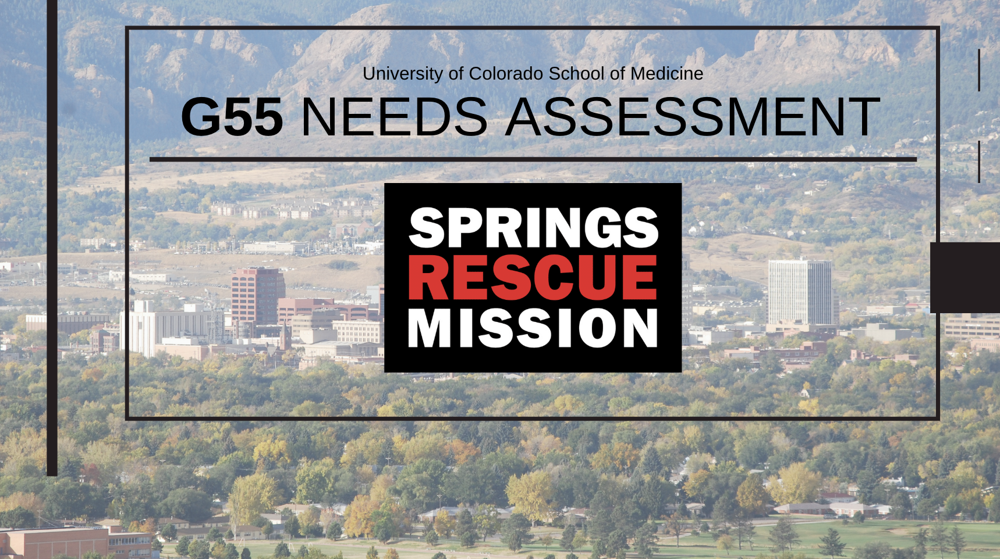 University of Colorado School of Medicine
G55 NEEDS ASSESSMENT
SPRINGS
RESCUE
MISSION